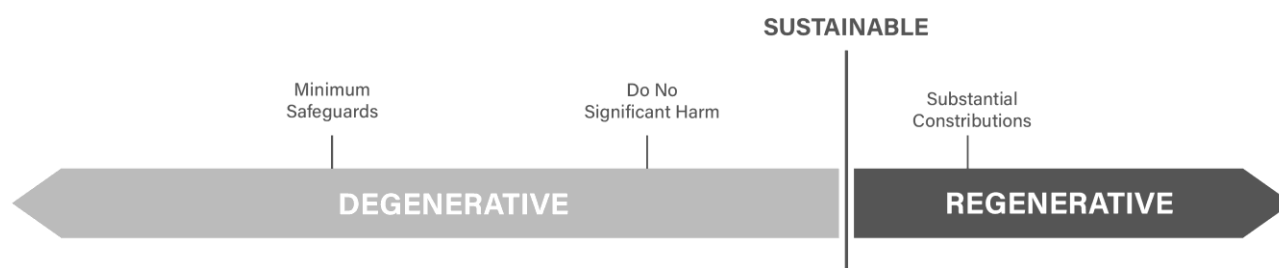 SUSTAINABLE
Minimum
Safeguards
Do No
Significant Harm
Substantial
Constributions
DEGENERATIVE
REGENERATIVE